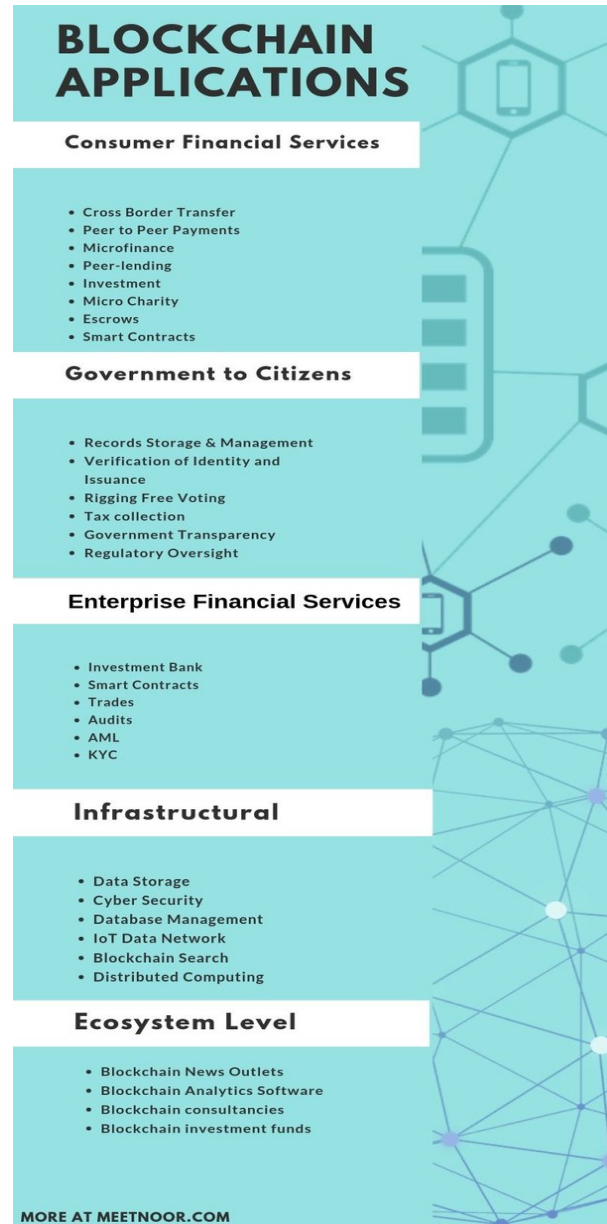 BLOCKCHAIN
APPLICATIONS
Consumer Financial Services
• Cross Border Transfer
• Peer to Peer Payments
• Microfinance
• Peer-lending
• Investment
• Micro Charity
• Escrows
• Smart Contracts
Government to Citizens
• Records Storage & Management
• Verification of Identity and
Issuance
• Rigging Free Voting
• Tax collection
• Government Transparency
• Regulatory Oversight
Enterprise Financial Services
• Investment Bank
• Smart Contracts
• Trades
• Audits
• AML
• KYC
Infrastructural
• Data Storage
• Cyber Security
• Database Management
• IoT Data Network
• Blockchain Search
• Distributed Computing
Ecosystem Level
• Blockchain News Outlets
• Blockchain Analytics Software
• Blockchain consultancies
• Blockchain investment funds
MORE AT MEETNOOR.COM